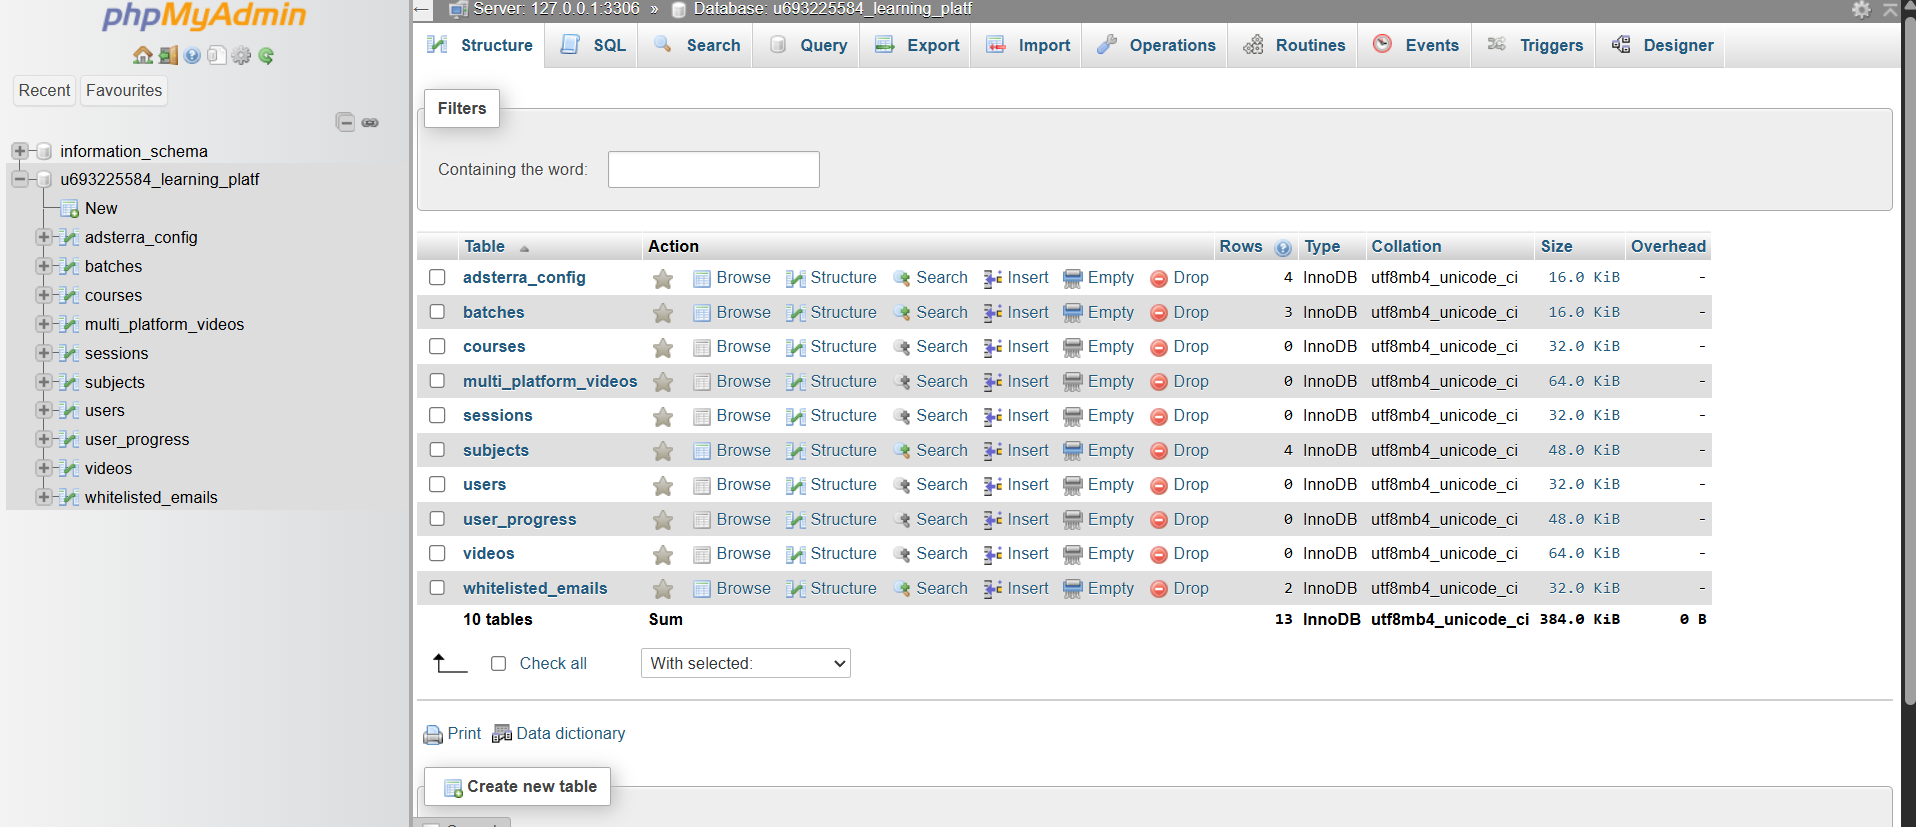 phpMyAdmin
Recent Favourites
information_schema
u693225584_learning_platf
New
adsterra_config
batches
courses
multi_platform_videos
sessions
subjects
users
user_progress
videos
whitelisted_emails
Server: 127.0.0.1:3306 » Database: u693225584_learning_platf
Structure SQL Search Query Export Import Operations Routines Events Triggers Designer
Filters
Containing the word:
Table Action Rows Type Collation Size Overhead
adsterra_config Browse Structure Search Insert Empty Drop 4 InnoDB utf8mb4_unicode_ci 16.0 KiB -
batches Browse Structure Search Insert Empty Drop 3 InnoDB utf8mb4_unicode_ci 16.0 KiB -
courses Browse Structure Search Insert Empty Drop 0 InnoDB utf8mb4_unicode_ci 32.0 KiB -
multi_platform_videos Browse Structure Search Insert Empty Drop 0 InnoDB utf8mb4_unicode_ci 64.0 KiB -
sessions Browse Structure Search Insert Empty Drop 0 InnoDB utf8mb4_unicode_ci 32.0 KiB -
subjects Browse Structure Search Insert Empty Drop 4 InnoDB utf8mb4_unicode_ci 48.0 KiB -
users Browse Structure Search Insert Empty Drop 0 InnoDB utf8mb4_unicode_ci 32.0 KiB -
user_progress Browse Structure Search Insert Empty Drop 0 InnoDB utf8mb4_unicode_ci 48.0 KiB -
videos Browse Structure Search Insert Empty Drop 0 InnoDB utf8mb4_unicode_ci 64.0 KiB -
whitelisted_emails Browse Structure Search Insert Empty Drop 2 InnoDB utf8mb4_unicode_ci 32.0 KiB -
10 tables Sum 13 InnoDB utf8mb4_unicode_ci 384.0 KiB 0 B
Check all With selected:
Print Data dictionary
Create new table